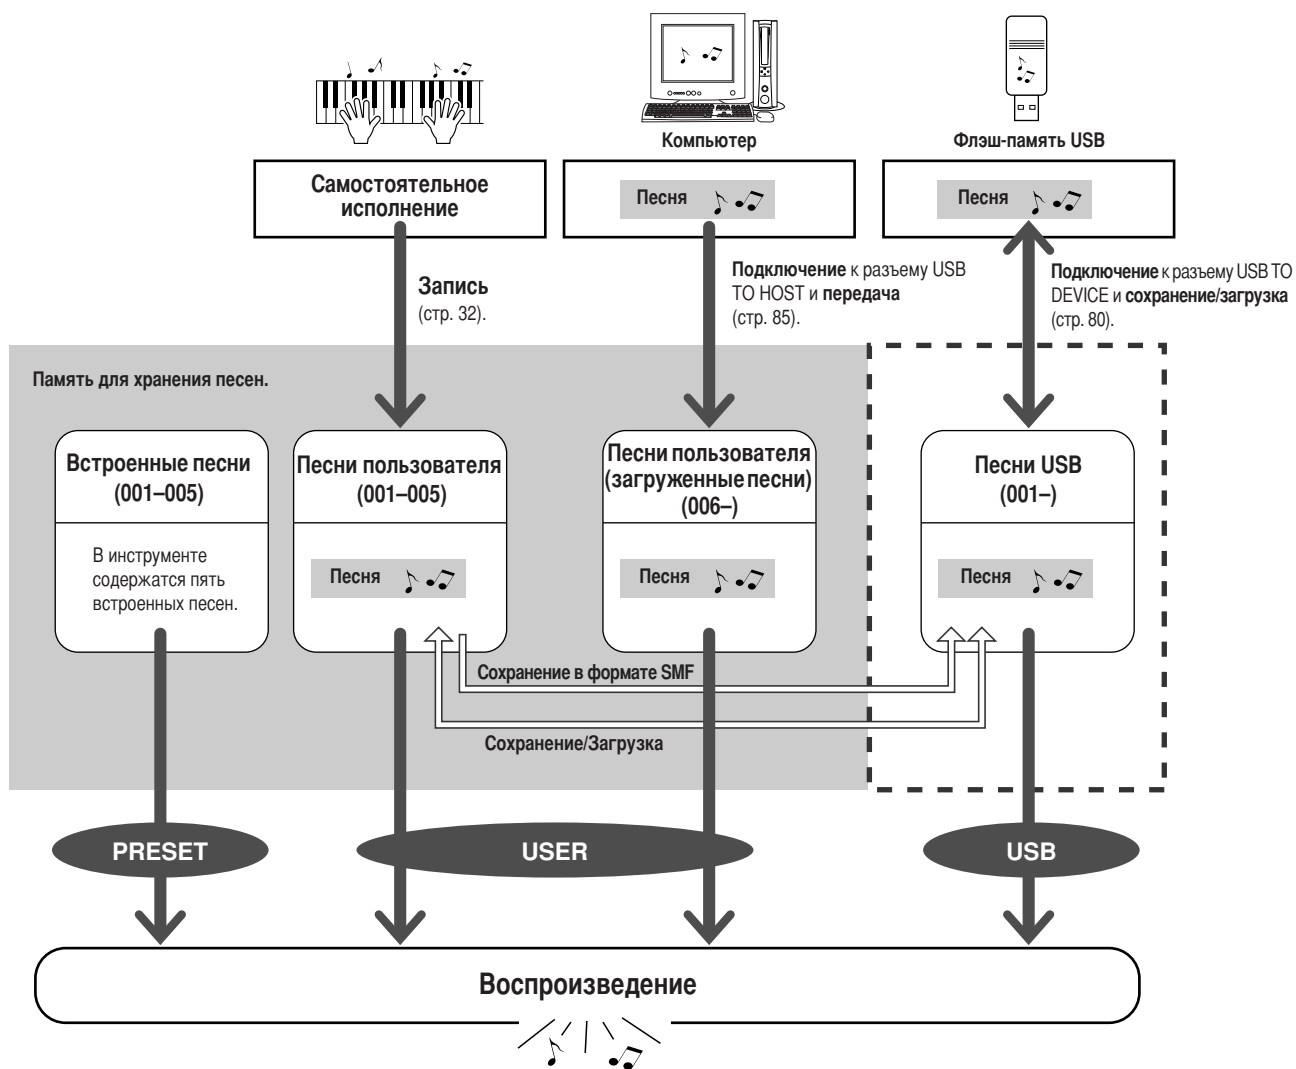 Компьютер
Флэш-память USB
Самостоятельное
исполнение
Песня
Песня
Запись
(стр. 32).
Подключение к разъему USB
TO HOST и передача
(стр. 85).
Подключение к разъему USB TO
DEVICE и сохранение/загрузка
(стр. 80).
Память для хранения песен.
Встроенные песни
(001–005)
В инструменте
содержатся пять
встроенных песен.
Песни пользователя
(001–005)
Песня
Песни пользователя
(загруженные песни)
(006–)
Песня
Песни USB
(001–)
Песня
Сохранение в формате SMF
Сохранение/Загрузка
PRESET
USER
USB
Воспроизведение